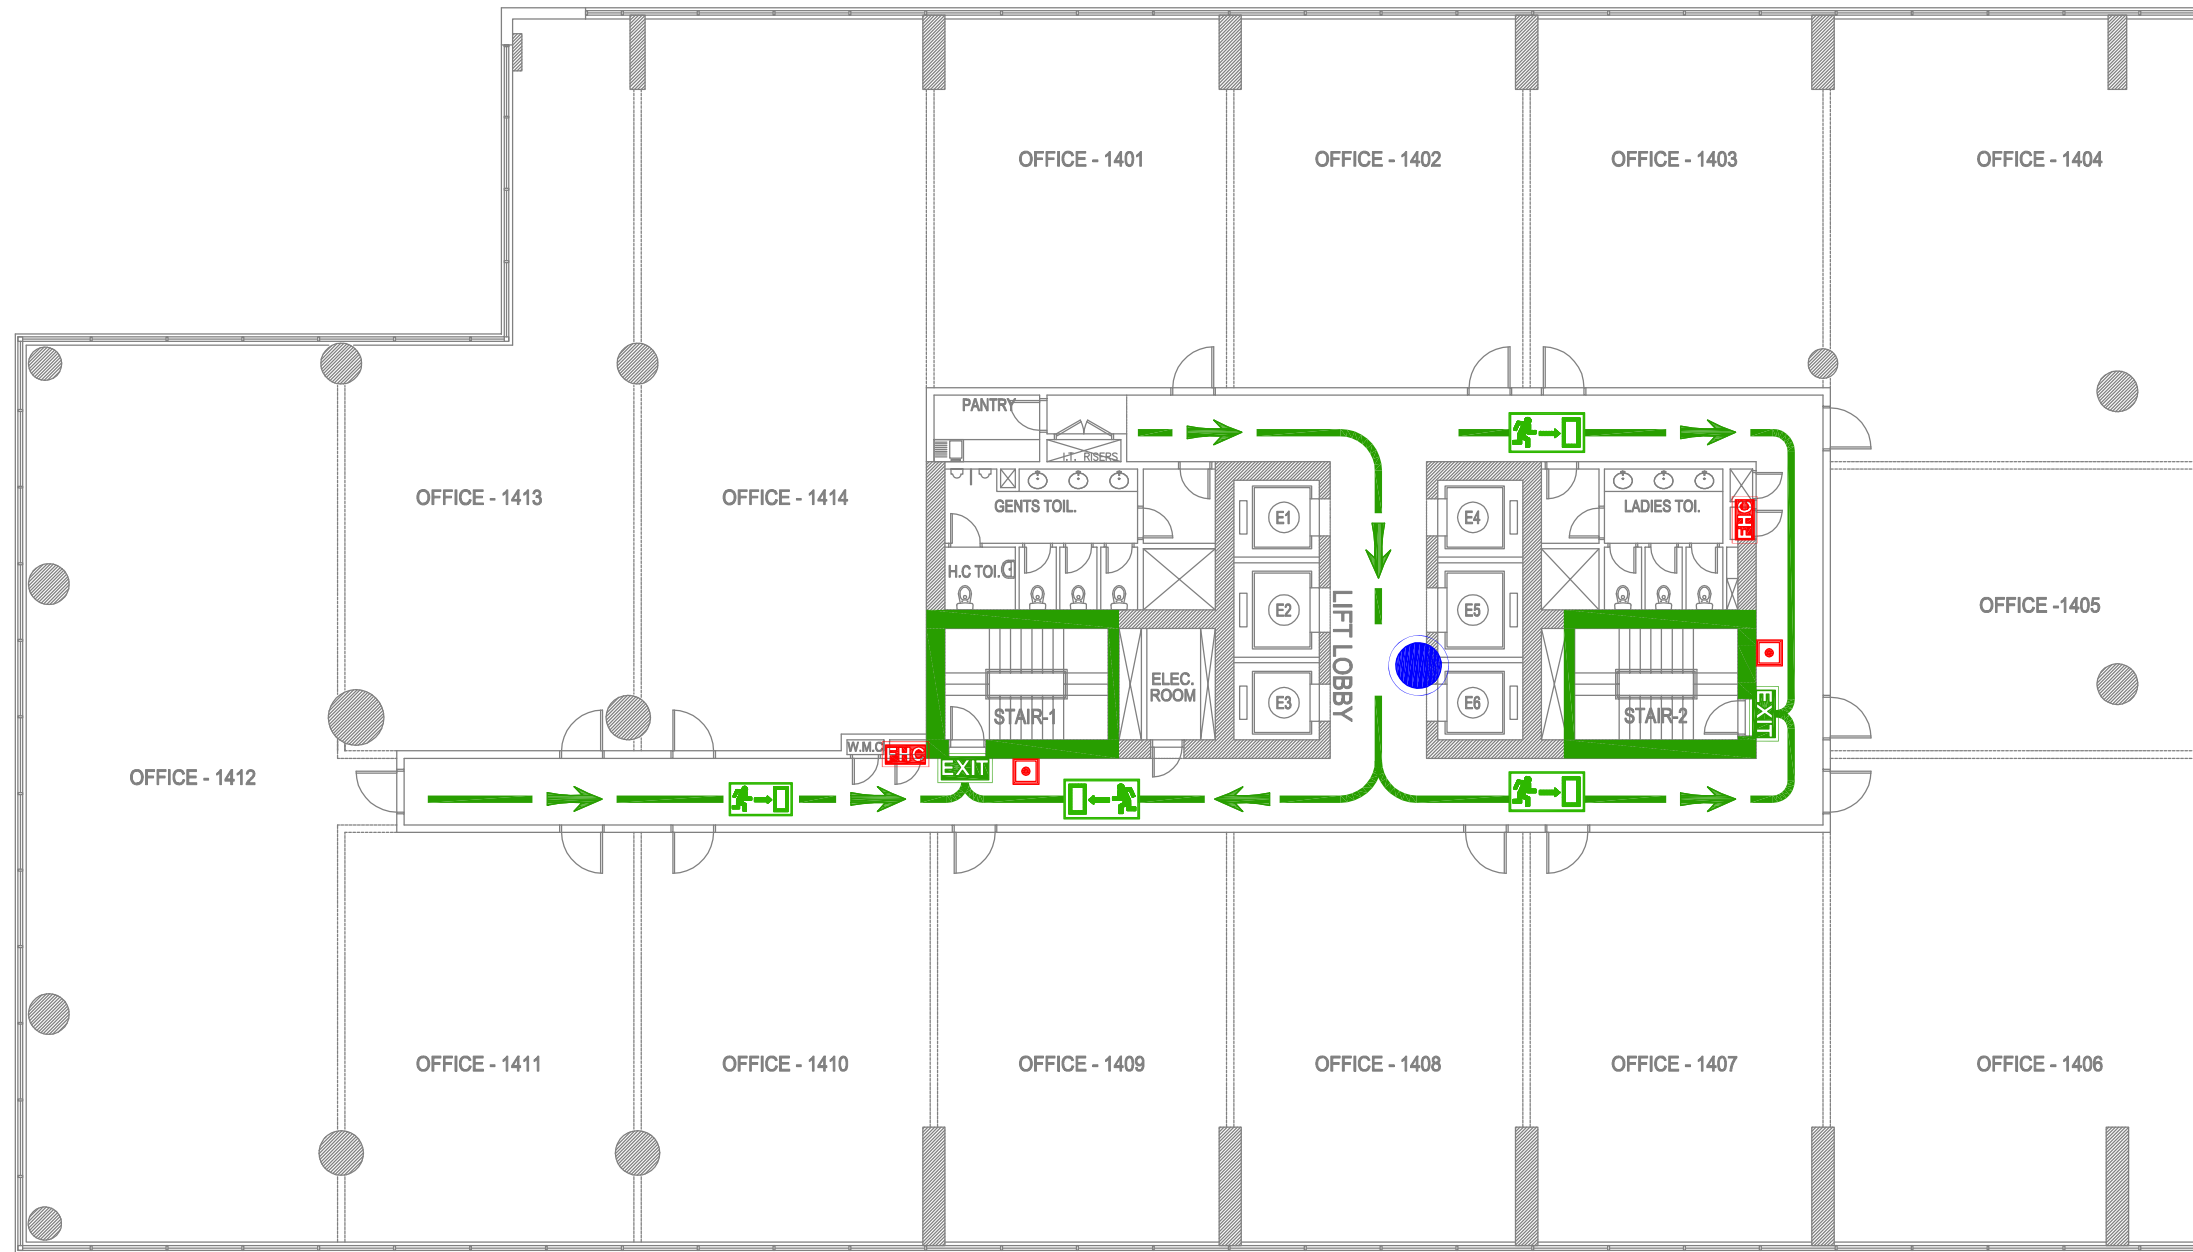 OFFICE - 1401
OFFICE - 1402
OFFICE - 1403
OFFICE - 1404
PANTRY
I.T. RISERS
OFFICE - 1413
OFFICE - 1414
GENTS TOIL.
E1
E4
LADIES TOI.
FHC
H.C TOI.
E2
LIFT LOBBY
E5
OFFICE -1405
ELEC.
ROOM
E3
E6
STAIR-1
STAIR-2
EXIT
W.M.C
FHC
EXIT
OFFICE - 1412
OFFICE - 1411
OFFICE - 1410
OFFICE - 1409
OFFICE - 1408
OFFICE - 1407
OFFICE - 1406